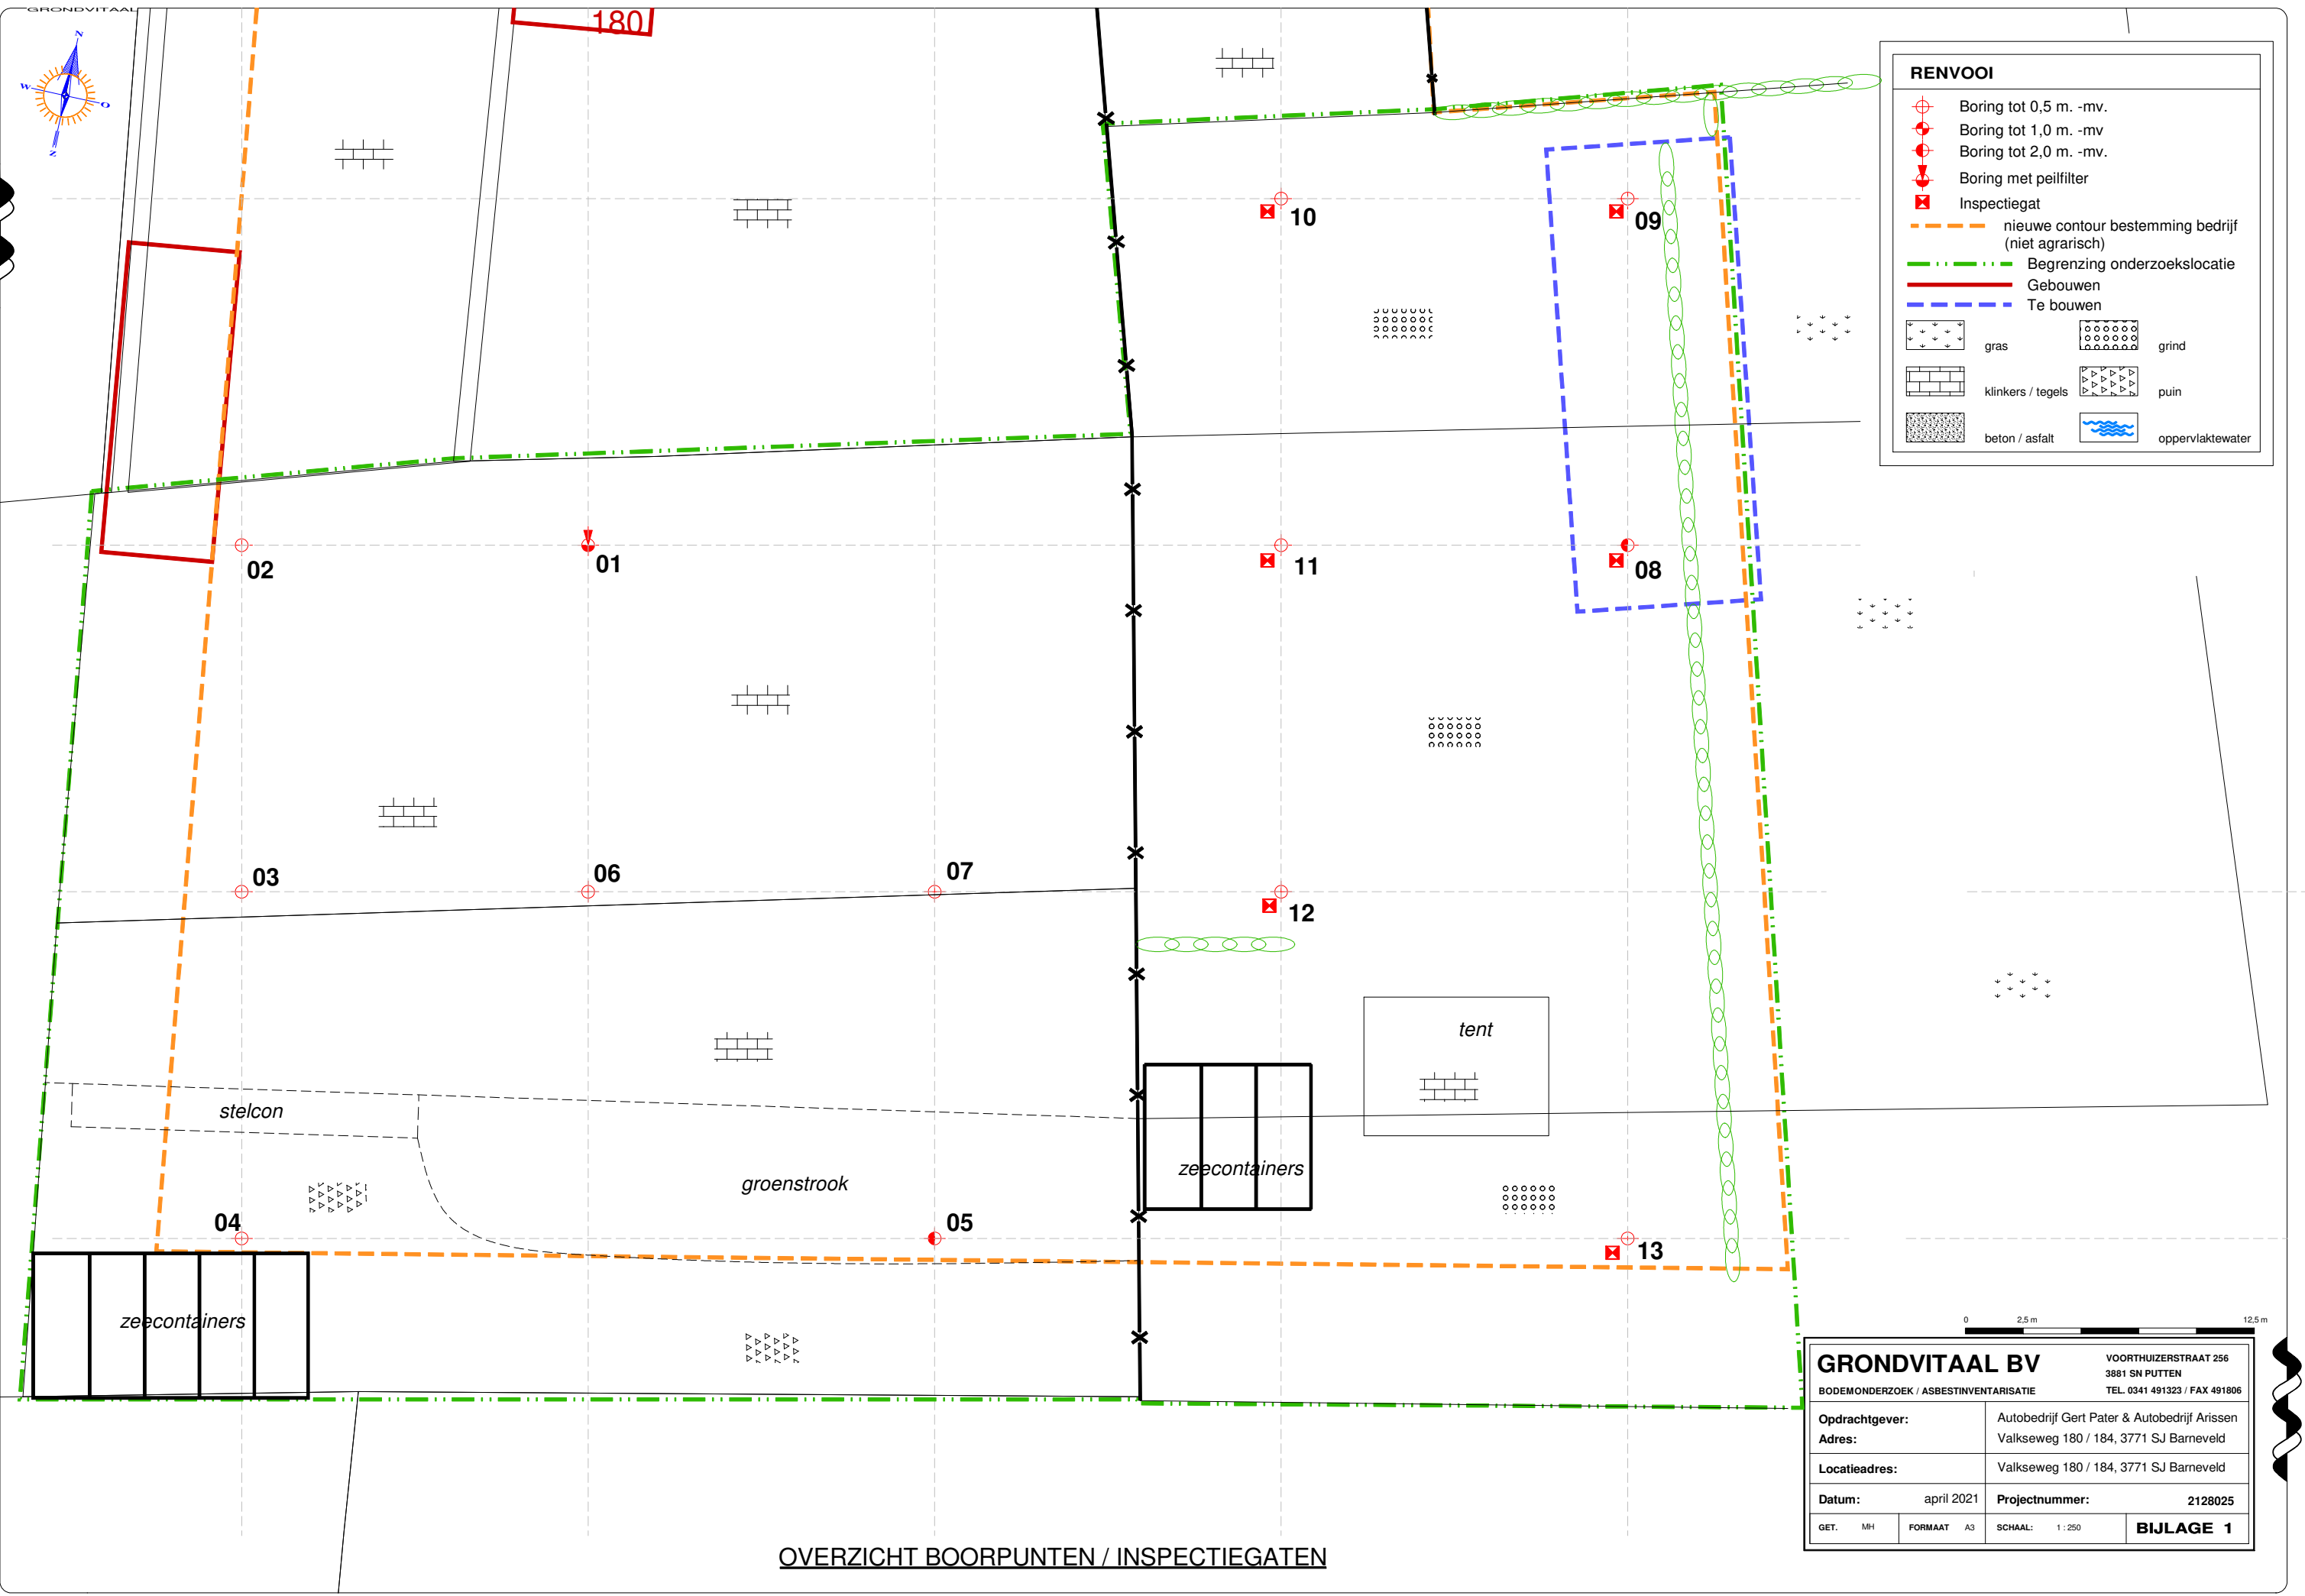 GRONDVITAAL
N
W
O
S
180
RENVOOI
Boring tot 0,5 m. -mv.
Boring tot 1,0 m. -mv
Boring tot 2,0 m. -mv.
Boring met peilfilter
Inspectiegat
nieuwe contour bestemming bedrijf
(niet agrarisch)
Begrenzing onderzoekslocatie
Gebouwen
Te bouwen
gras
grind
klinkers / tegels
puin
beton / asfalt
oppervlaktewater
10
09
02
01
11
08
03
06
07
12
tent
stelcon
zeecontainers
groenstrook
04
05
13
zeecontainers
0
2,5 m
12,5 m
GRONDVITAAL BV
BODEMONDERZOEK / ASBESTINVENTARISATIE
VOORTHUIZERSTRAAT 256
3881 SN PUTTEN
TEL. 0341 491323 / FAX 491806
Opdrachtgever: Autobedrijf Gert Pater & Autobedrijf Arissen
Adres: Valkseweg 180 / 184, 3771 SJ Barneveld
Locatieadres: Valkseweg 180 / 184, 3771 SJ Barneveld
Datum: april 2021 Projectnummer: 2128025
GET. MH FORMAAT A3 SCHAAL: 1 : 250 BIJLAGE 1
OVERZICHT BOORPUNTEN / INSPECTIEGATEN